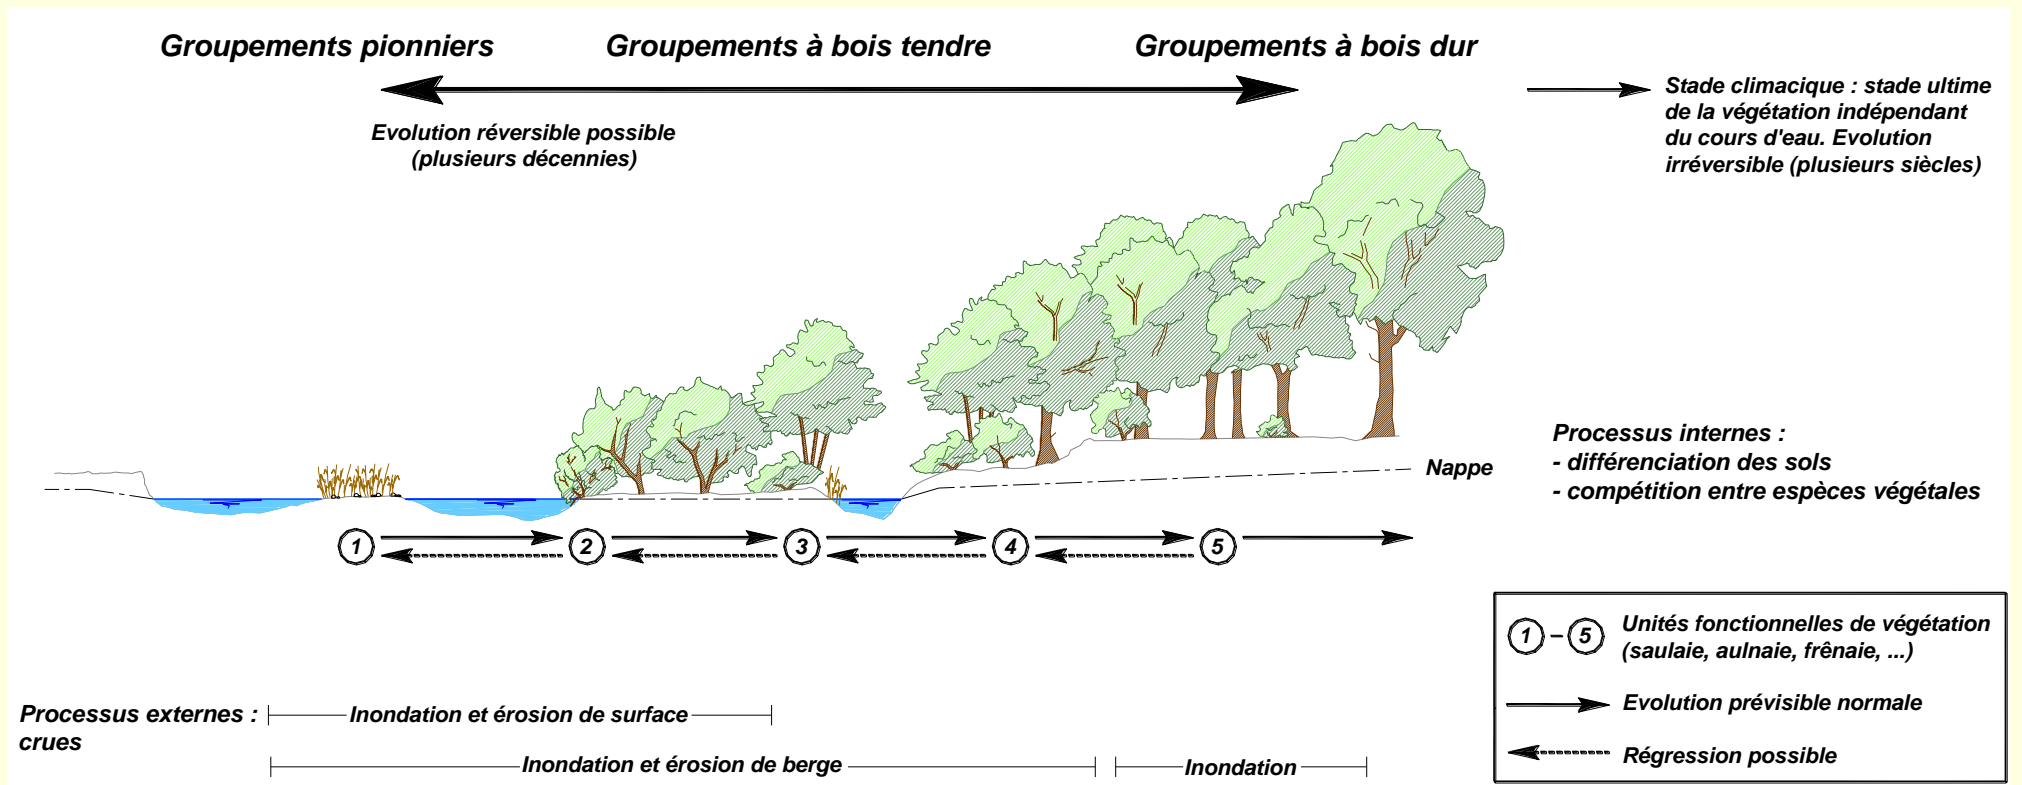 Groupements pionniers
Groupements à bois tendre
Groupements à bois dur
Evolution réversible possible
(plusieurs décennies)
Stade climacique : stade ultime
de la végétation indépendant
du cours d'eau. Evolution
irréversible (plusieurs siècles)
Nappe
Processus internes :
- différenciation des sols
- compétition entre espèces végétales
1
2
3
4
5
1 – 5
Unités fonctionnelles de végétation
(saulaie, aulnaie, frênaie, ...)
Evolution prévisible normale
Régression possible
Processus externes :
crues
Inondation et érosion de surface
Inondation et érosion de berge
Inondation